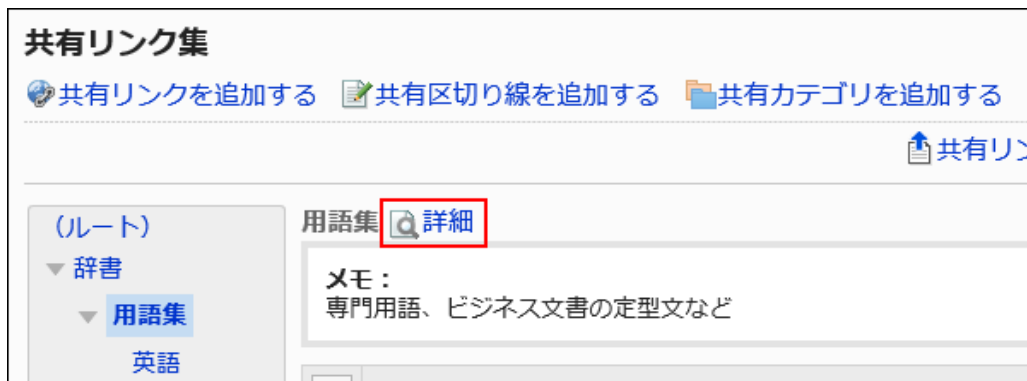 共有リンク集
共有リンクを追加する 共有区切り線を追加する 共有カテゴリを追加する
共有リン
(ルート)
辞書
用語集
英語
用語集 詳細
メモ：
専門用語、ビジネス文書の定型文など